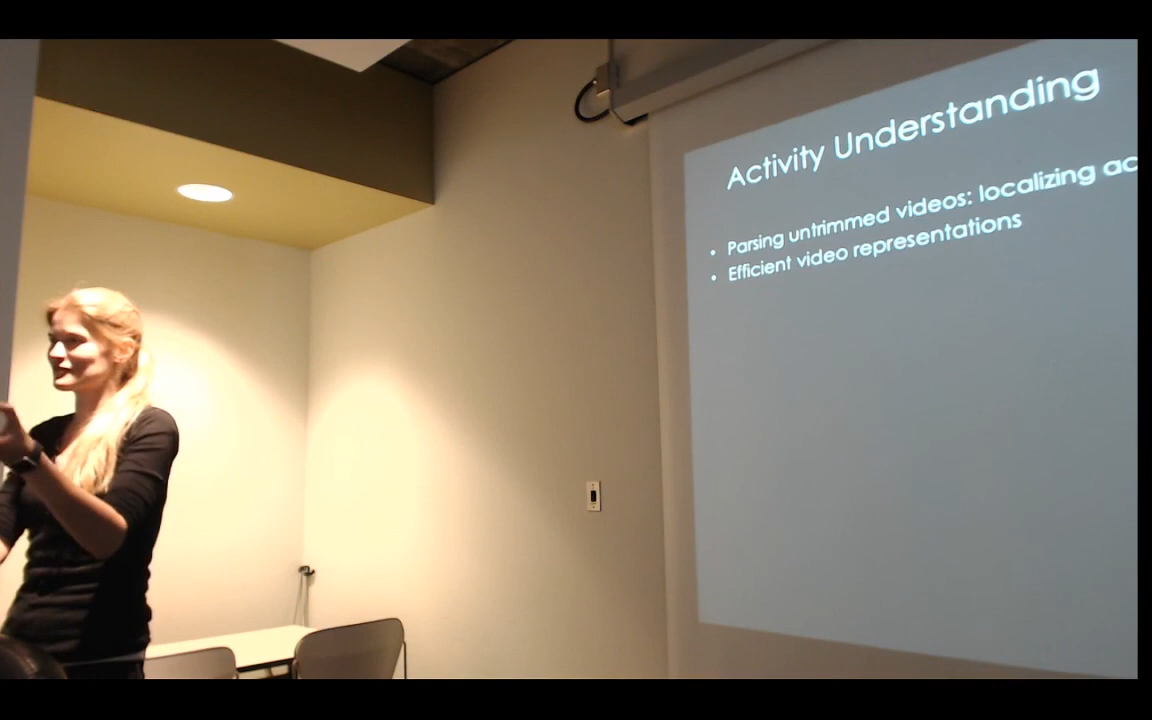 Activity Understanding
• Parsing untrimmed videos: localizing ac
• Efficient video representations